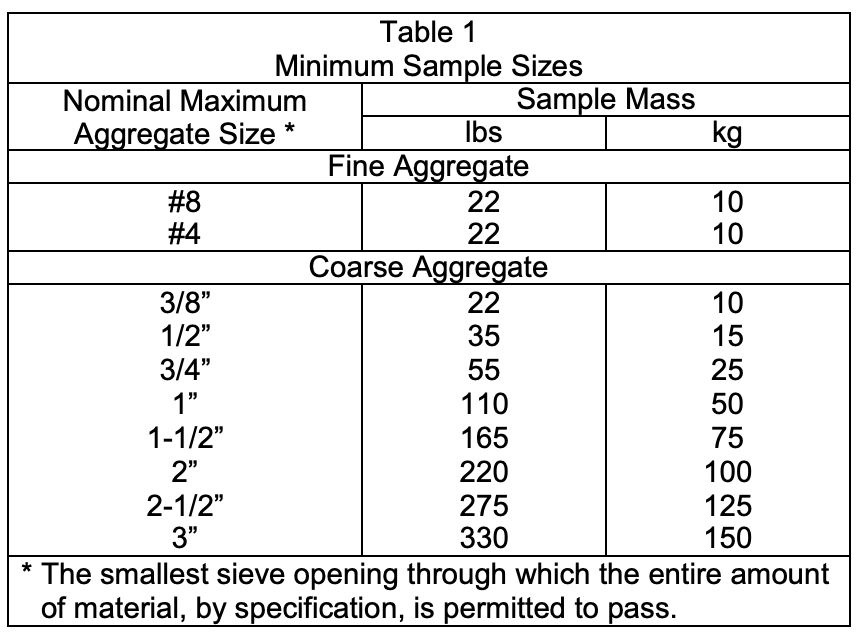 Table 1
Minimum Sample Sizes
Nominal Maximum Aggregate Size * Sample Mass
lbs kg
Fine Aggregate
#8 22 10
#4 22 10
Coarse Aggregate
3/8” 22 10
1/2” 35 15
3/4” 55 25
1” 110 50
1-1/2” 165 75
2” 220 100
2-1/2” 275 125
3” 330 150
* The smallest sieve opening through which the entire amount
of material, by specification, is permitted to pass.